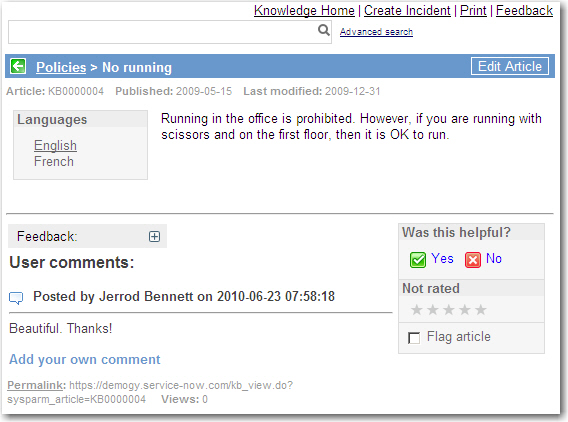 Knowledge Home | Create Incident | Print | Feedback
Advanced search
Policies > No running
Edit Article
Article: KB0000004 Published: 2009-05-15 Last modified: 2009-12-31
Languages
English
French
Running in the office is prohibited. However, if you are running with
scissors and on the first floor, then it is OK to run.
Feedback:
User comments:
Posted by Jerrod Bennett on 2010-06-23 07:58:18
Beautiful. Thanks!
Add your own comment
Permalink: https://demogy.service-now.com/kb_view.do?
sysparm_article=KB0000004 Views: 0
Was this helpful?
Yes No
Not rated
Flag article